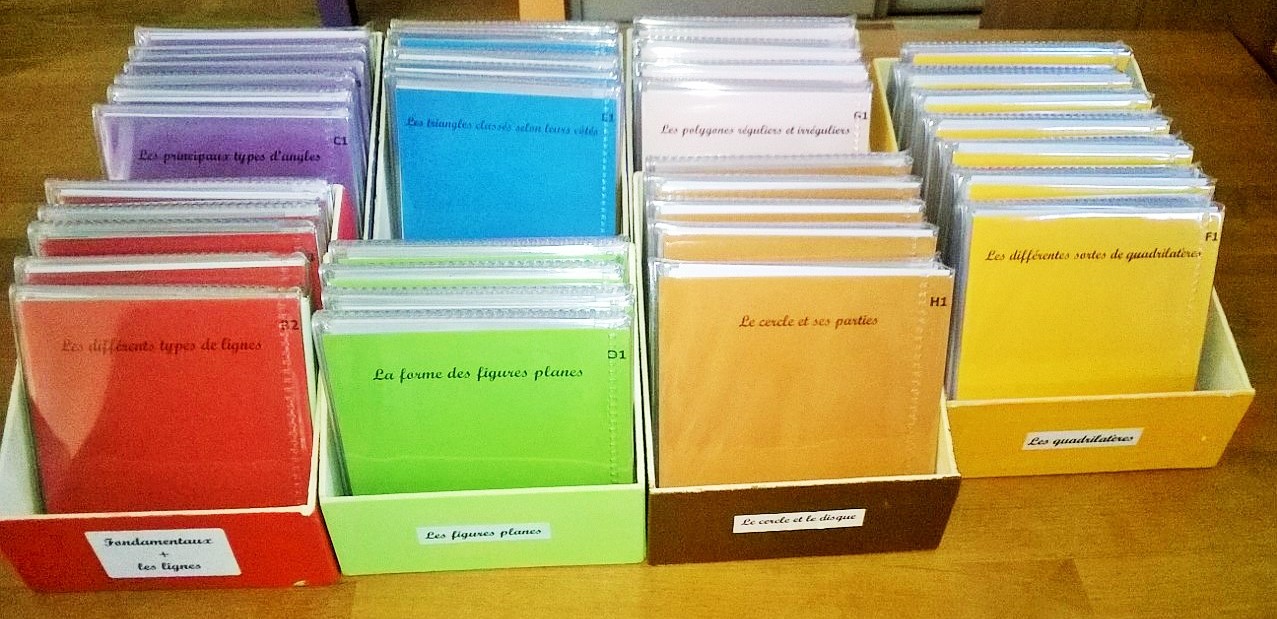 C1
Les principaux types d'angles
E1
Les triangles classés selon leurs côtés
G1
Les polygones réguliers et irréguliers
F1
Les différentes sortes de quadrilatères
Les quadrilatères
B2
Les différents types de lignes
Fondamentaux
+
les lignes
D1
La forme des figures planes
Les figures planes
H1
Le cercle et ses parties
Le cercle et le disque